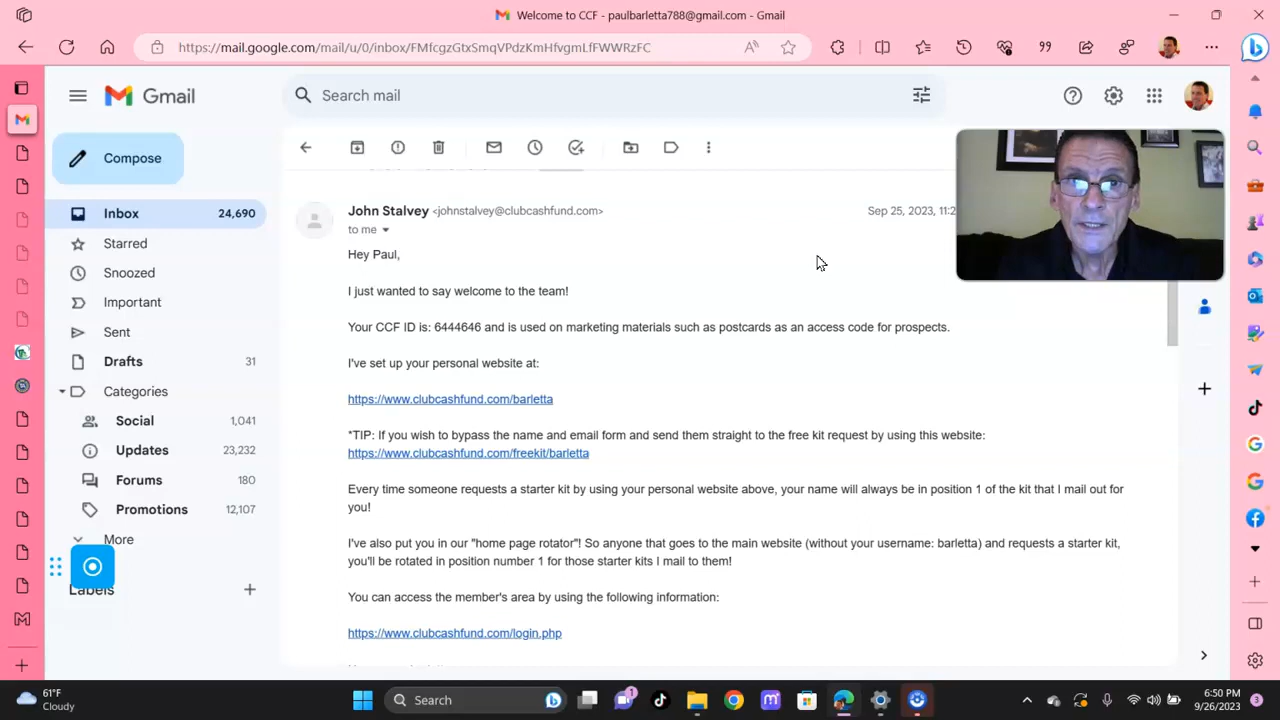 Welcome to CCF - paulbarletta788@gmail.com - Gmail
https://mail.google.com/mail/u/0/inbox/FMfcgzGtxSmqVPdzKmHfvgmLfFWWRzFC
Gmail
Search mail
Compose
Inbox 24,690
Starred
Snoozed
Important
Sent
Drafts 31
Categories
Social 1,041
Updates 23,232
Forums 180
Promotions 12,107
More
Labels
John Stalvey <johnstalvey@clubcashfund.com>
Sep 25, 2023, 11:2
to me
Hey Paul,
I just wanted to say welcome to the team!
Your CCF ID is: 6444646 and is used on marketing materials such as postcards as an access code for prospects.
I've set up your personal website at:
https://www.clubcashfund.com/barletta
*TIP: If you wish to bypass the name and email form and send them straight to the free kit request by using this website:
https://www.clubcashfund.com/freekit/barletta
Every time someone requests a starter kit by using your personal website above, your name will always be in position 1 of the kit that I mail out for
you!
I've also put you in our "home page rotator"! So anyone that goes to the main website (without your username: barletta) and requests a starter kit,
you'll be rotated in position number 1 for those starter kits I mail to them!
You can access the member's area by using the following information:
https://www.clubcashfund.com/login.php
61°F
Cloudy
Search
1
6:50 PM
9/26/2023
3